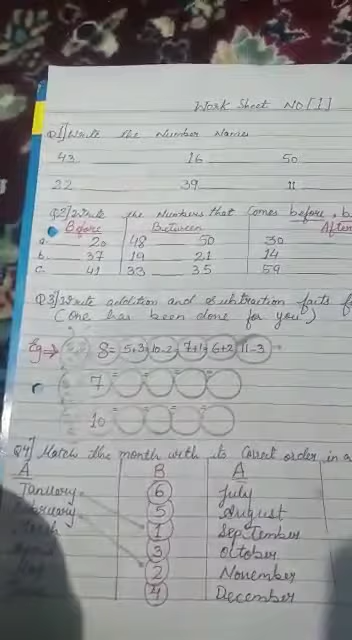 Work Sheet NO [1]
Q1] Write the Number Names
43 16 50
22 39 11
Q2] Write the Numbers that comes before, b
Before Between After
a. 20 48 50 30
b. 37 19 21 14
c. 41 33 35 59
Q3] Write addition and Subtraction facts f
(One has been done for you)
Eg→ 8= 5+3 = 10-2 = 7+1 = 6+2 = 11-3
7 = = = =
10 = = = =
Q4] Match the month with its Correct order in a
A B A
January 6 July
February 5 August
March 1 September
3 October
2 November
4 December